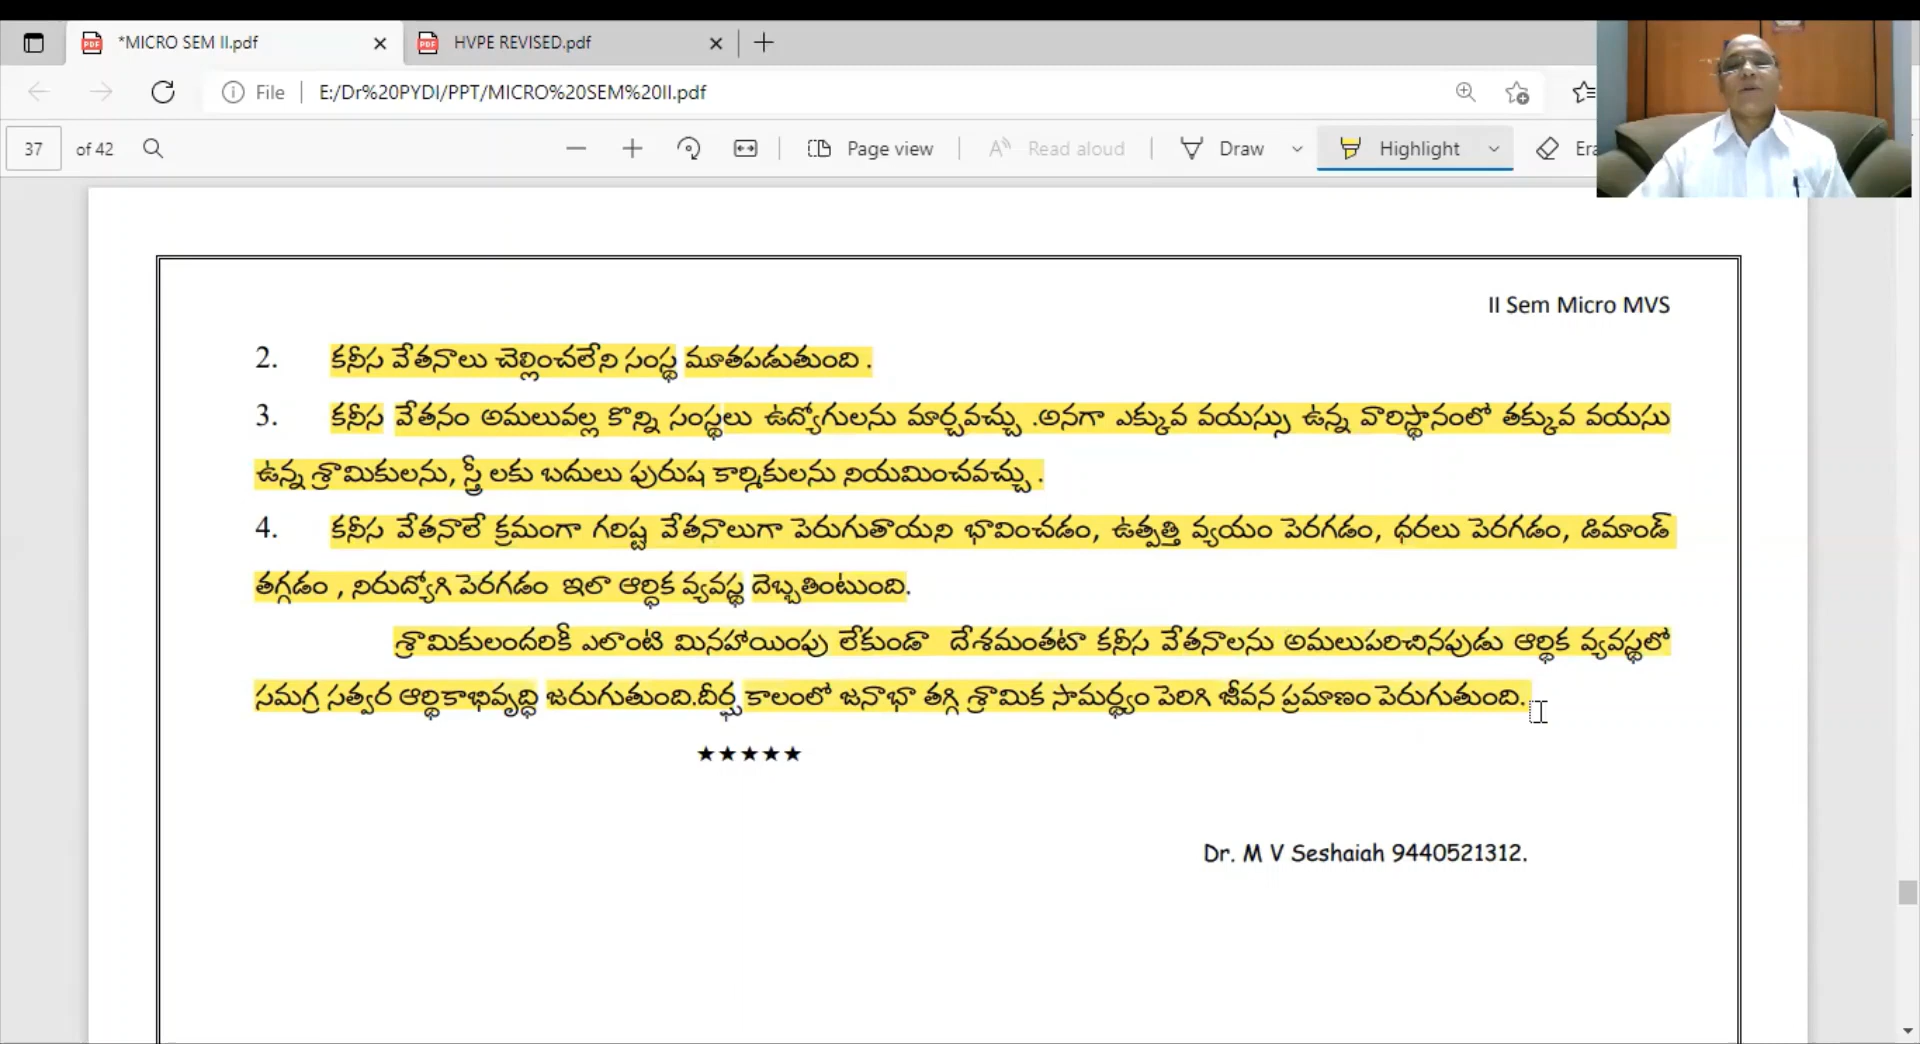 *MICRO SEM II.pdf
HVPE REVISED.pdf
File
E:/Dr%20PYDI/PPT/MICRO%20SEM%20II.pdf
37 of 42
Page view
Read aloud
Draw
Highlight
Era
II Sem Micro MVS
2. కనీస వేతనాలు చెల్లించలేని సంస్థ మూతపడుతుంది .
3. కనీస వేతనం అమలువల్ల కొన్ని సంస్థలు ఉద్యోగులను మార్చవచ్చు .అనగా ఎక్కువ వయస్సు ఉన్న వారిస్థానంలో తక్కువ వయసు
ఉన్న శ్రామికులను, స్త్రీ లకు బదులు పురుష కార్మికులను నియమించవచ్చు .
4. కనీస వేతనాలే క్రమంగా గరిష్ట వేతనాలుగా పెరుగుతాయని భావించడం, ఉత్పత్తి వ్యయం పెరగడం, ధరలు పెరగడం, డిమాండ్
తగ్గడం , నిరుద్యోగి పెరగడం ఇలా ఆర్ధిక వ్యవస్థ దెబ్బతింటుంది.
శ్రామికులందరికీ ఎలాంటి మినహాయింపు లేకుండా దేశమంతటా కనీస వేతనాలను అమలుపరిచినపుడు ఆర్థిక వ్యవస్థలో
సమగ్ర సత్వర ఆర్థికాభివృద్ధి జరుగుతుంది.దీర్ఘ కాలంలో జనాభా తగ్గి శ్రామిక సామర్థ్యం పెరిగి జీవన ప్రమాణం పెరుగుతుంది.
★★★★★
Dr. M V Seshaiah 9440521312.